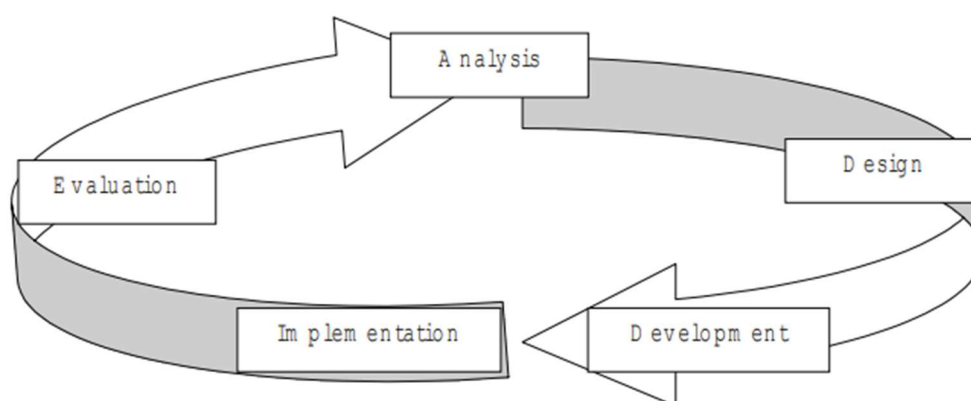 Analysis
Design
Evaluation
Implementation
Development